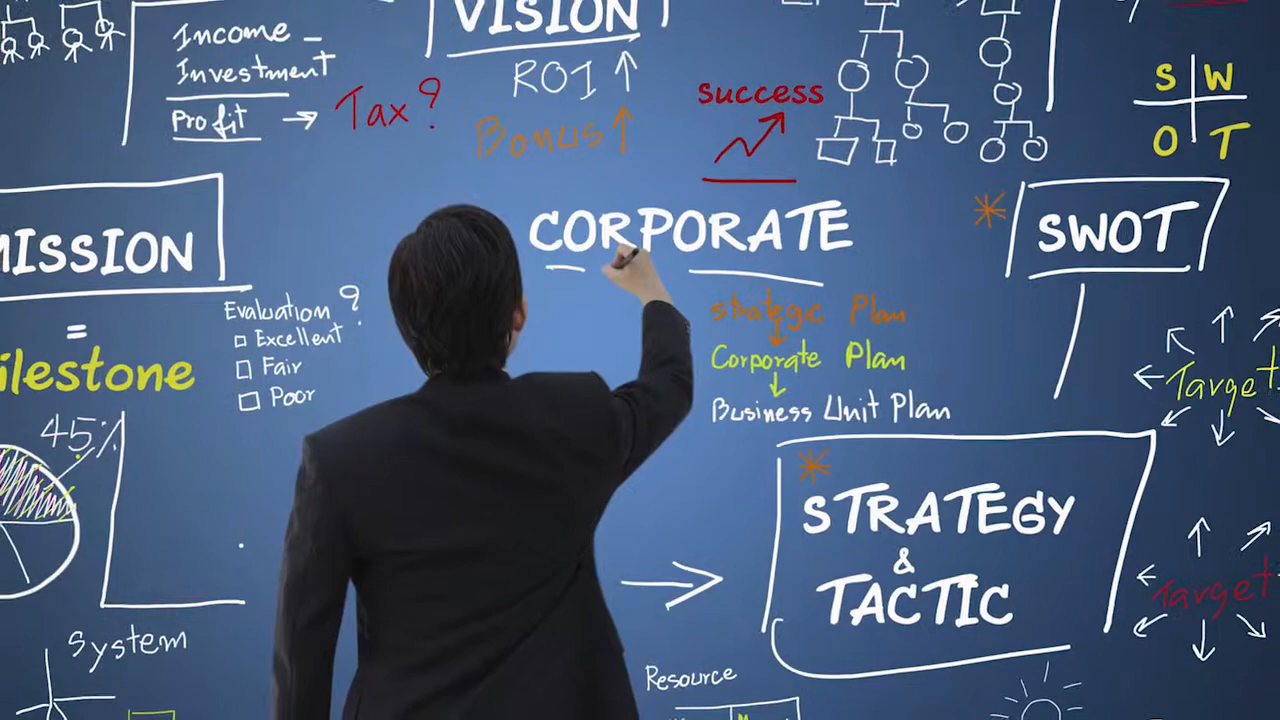 VISION
Income
Investment
Profit
Tax?
ROI
Bonus
success
S W
O T
MISSION
=
ilestone
CORPORATE
SWOT
Evaluation ?
Excellent
Fair
Poor
strategic Plan
Corporate Plan
Business Unit Plan
Target
45%
STRATEGY
&
TACTIC
Target
System
Resource